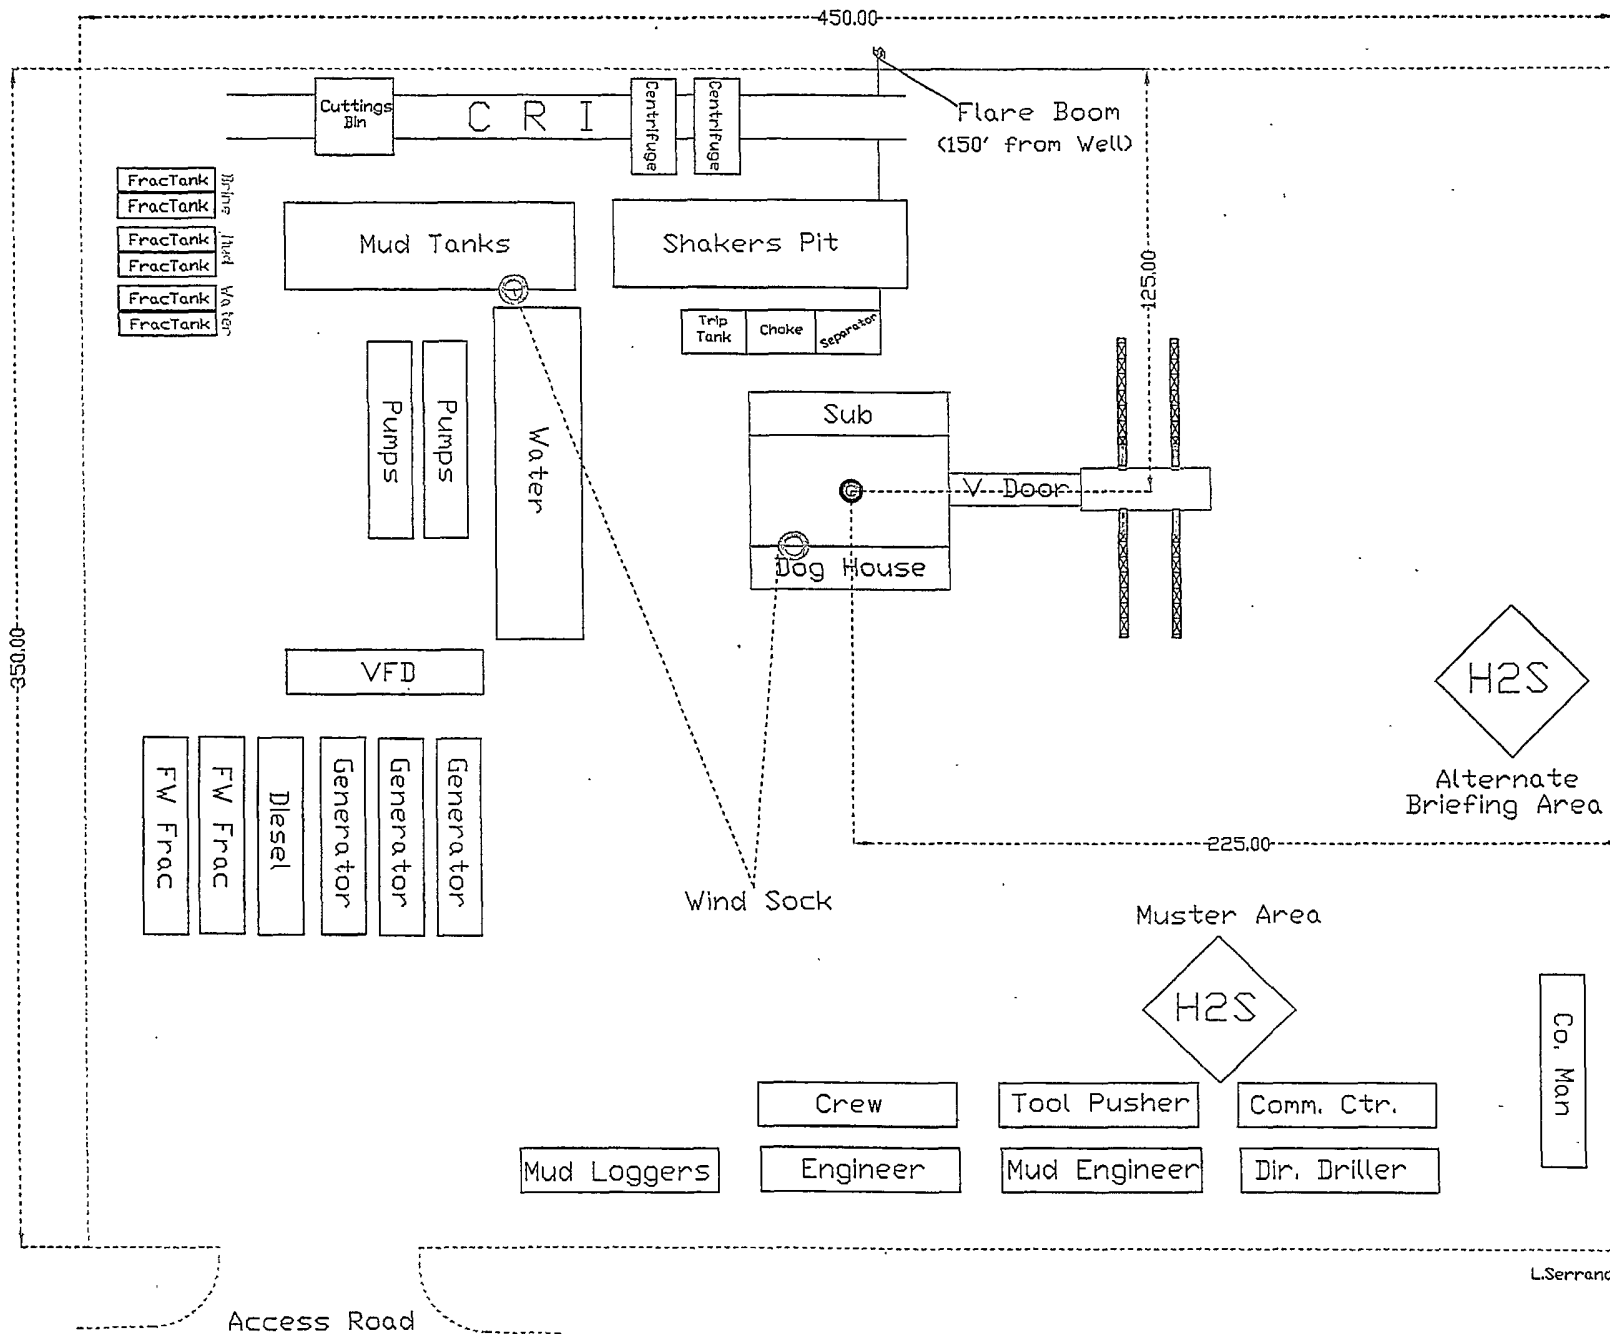 450.00
Flare Boom
(150' from Well)
Cuttings
Bin
C R I
Centrifuge
Centrifuge
FracTank
FracTank
Brine
FracTank
FracTank
Mud
FracTank
FracTank
Water
Mud Tanks
Shakers Pit
125.00
Trip
Tank
Choke
Separator
Pumps
Pumps
Water
Sub
V Door
Dog House
350.00
VFD
H2S
Alternate
Briefing Area
FW Frac
FW Frac
Diesel
Generator
Generator
Generator
225.00
Wind Sock
Muster Area
H2S
Co. Man
Crew
Tool Pusher
Comm. Ctr.
Mud Loggers
Engineer
Mud Engineer
Dir. Driller
L.Serrano
Access Road